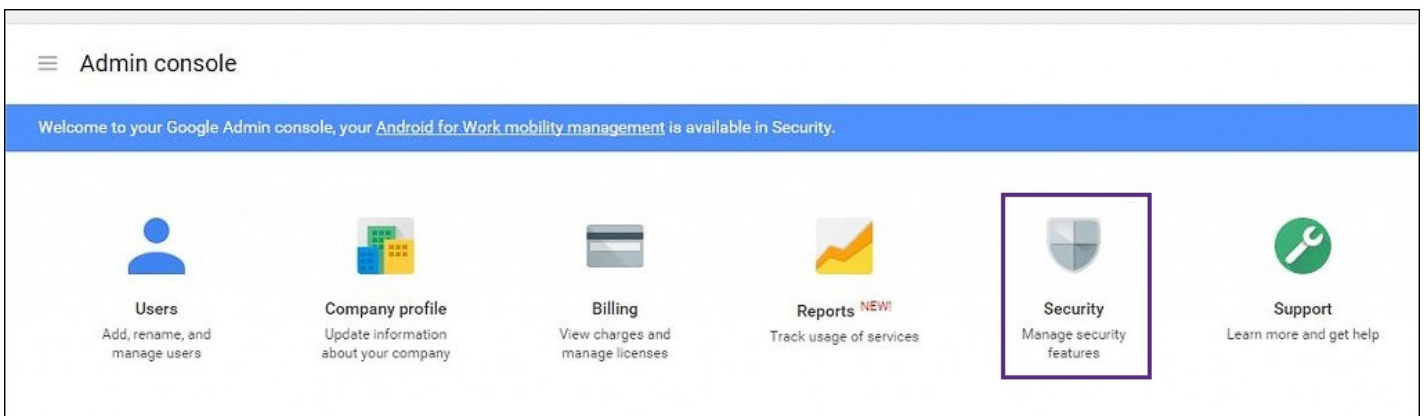 Admin console
Welcome to your Google Admin console, your Android for Work mobility management is available in Security.
Users
Add, rename, and
manage users
Company profile
Update information
about your company
Billing
View charges and
manage licenses
Reports NEW!
Track usage of services
Security
Manage security
features
Support
Learn more and get help